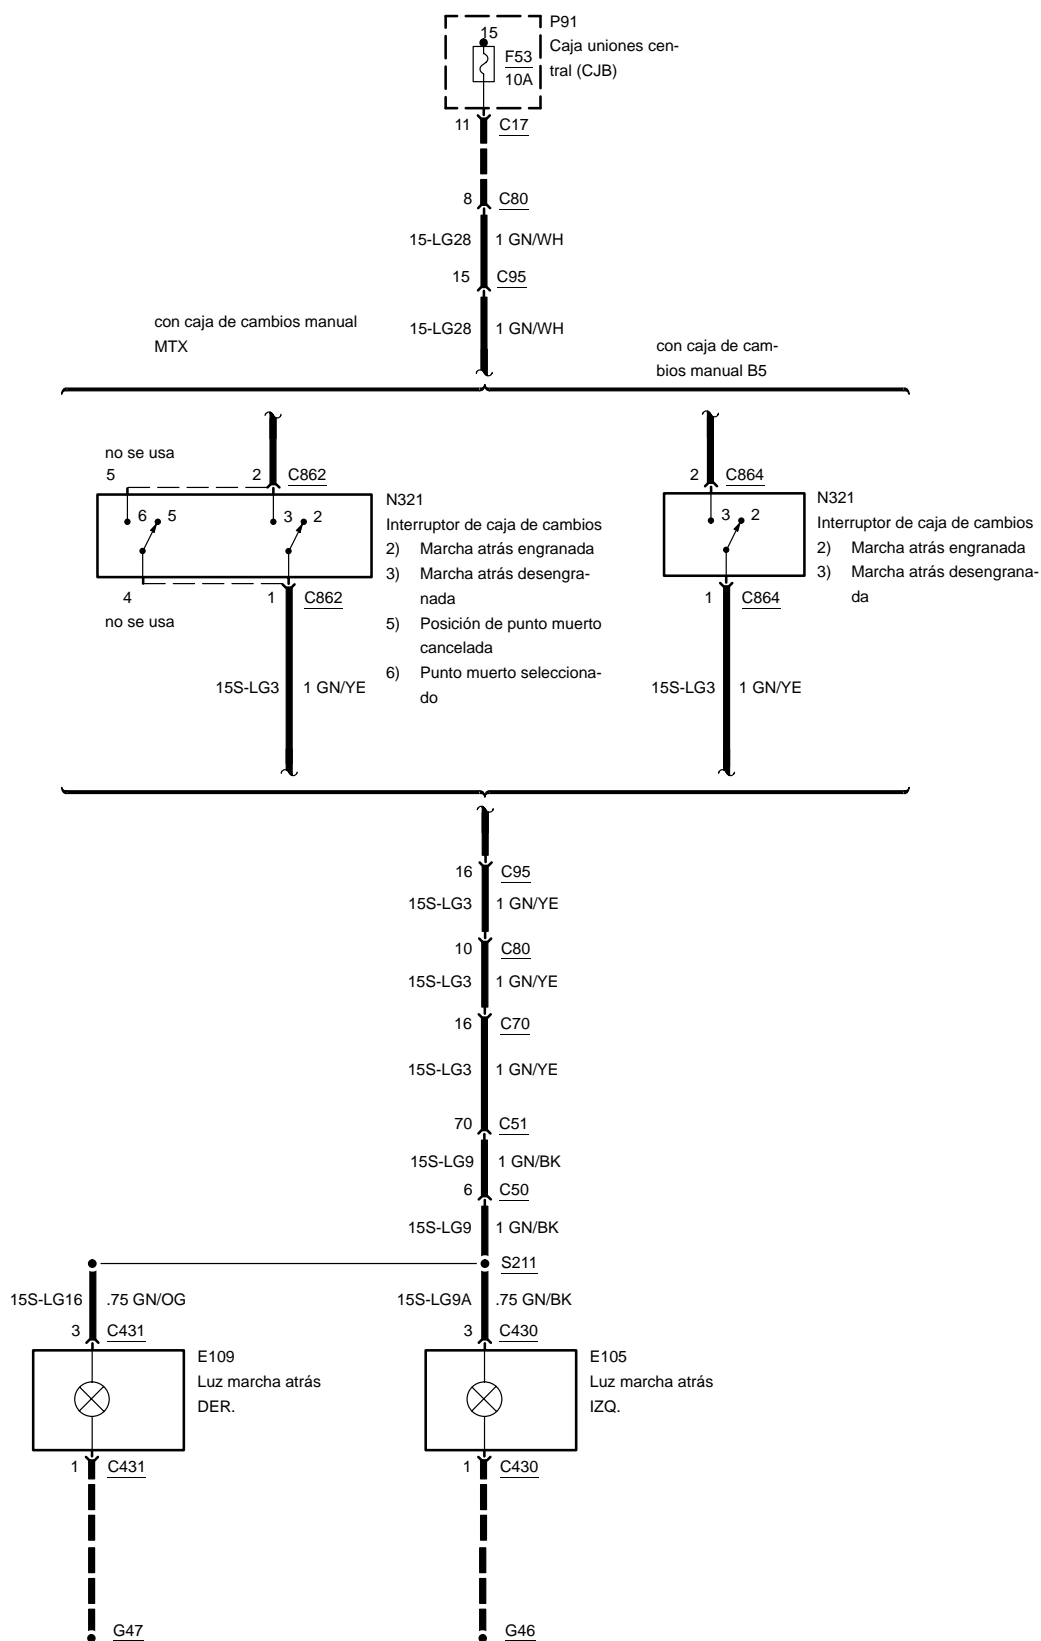 P91
15
Caja uniones cen-
F53
tral (CJB)
10A
11 C17
8 C80
15-LG28 1 GN/WH
15 C95
con caja de cambios manual
MTX
15-LG28 1 GN/WH
con caja de cam-
bios manual B5
no se usa
5 2 C862
2 C864
6 5 3 2
N321
Interruptor de caja de cambios
2) Marcha atrás engranada
3) Marcha atrás desengra-
nada
5) Posición de punto muerto
cancelada
6) Punto muerto selecciona-
do
3 2
N321
Interruptor de caja de cambios
2) Marcha atrás engranada
3) Marcha atrás desengrana-
da
4 1 C862
no se usa
1 C864
15S-LG3 1 GN/YE
15S-LG3 1 GN/YE
16 C95
15S-LG3 1 GN/YE
10 C80
15S-LG3 1 GN/YE
16 C70
15S-LG3 1 GN/YE
70 C51
15S-LG9 1 GN/BK
6 C50
15S-LG9 1 GN/BK
S211
15S-LG16 .75 GN/OG
15S-LG9A .75 GN/BK
3 C431
3 C430
E109
Luz marcha atrás
DER.
E105
Luz marcha atrás
IZQ.
1 C431
1 C430
G47
G46